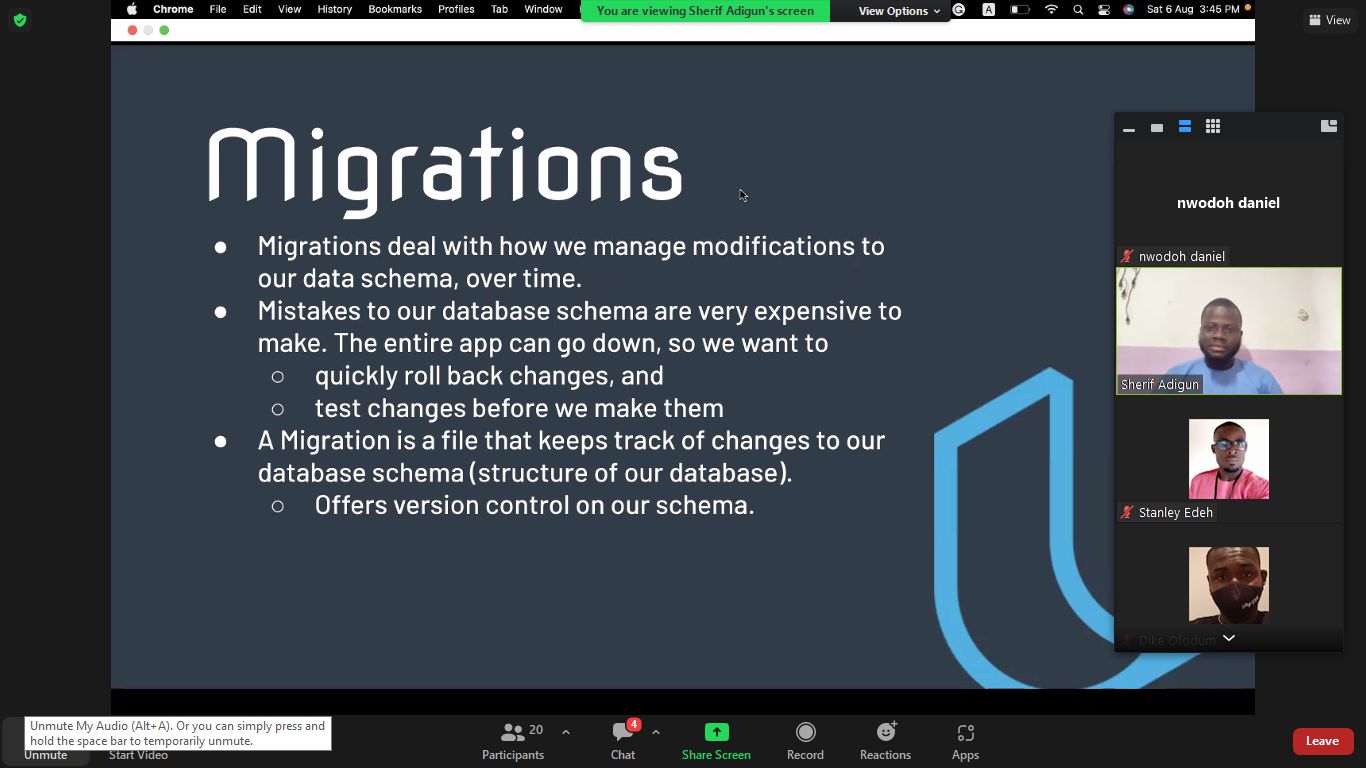 Chrome File Edit View History Bookmarks Profiles Tab Window
You are viewing Sherif Adigun's screen
View Options
A
Sat 6 Aug 3:45 PM
View
Migrations
● Migrations deal with how we manage modifications to
our data schema, over time.
● Mistakes to our database schema are very expensive to
make. The entire app can go down, so we want to
○ quickly roll back changes, and
○ test changes before we make them
● A Migration is a file that keeps track of changes to our
database schema (structure of our database).
○ Offers version control on our schema.
nwodoh daniel
nwodoh daniel
Sherif Adigun
Stanley Edeh
Dike Ofodum
Unmute My Audio (Alt+A). Or you can simply press and
hold the space bar to temporarily unmute.
Unmute
Start Video
20
Participants
4
Chat
Share Screen
Record
Reactions
Apps
Leave